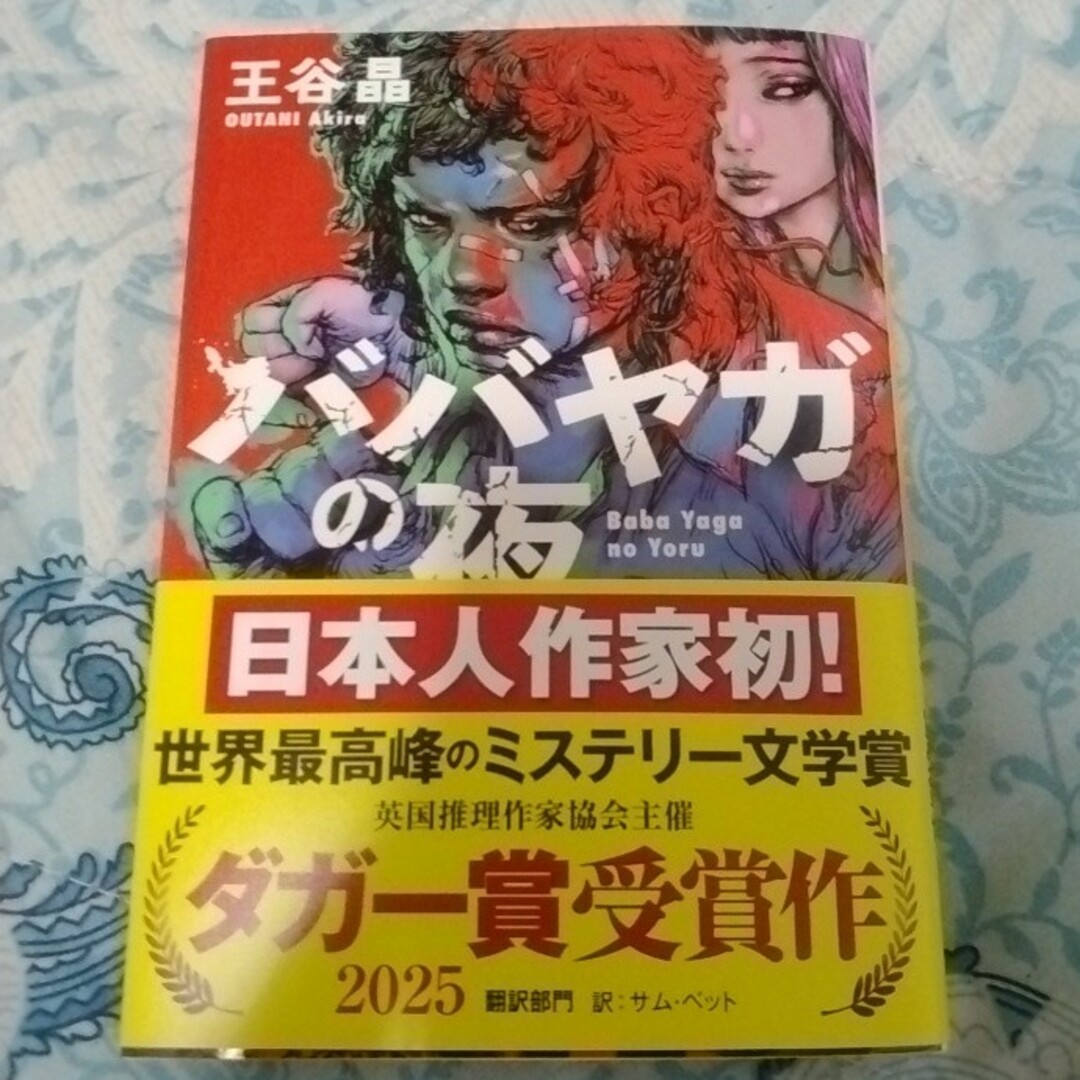 王谷晶
OUTANI Akira
ババヤガ
の夜
Baba Yaga
no Yoru
日本人作家初!
世界最高峰のミステリー文学賞
英国推理作家協会主催
ダガー賞受賞作
2025 翻訳部門 訳:サム・ベット